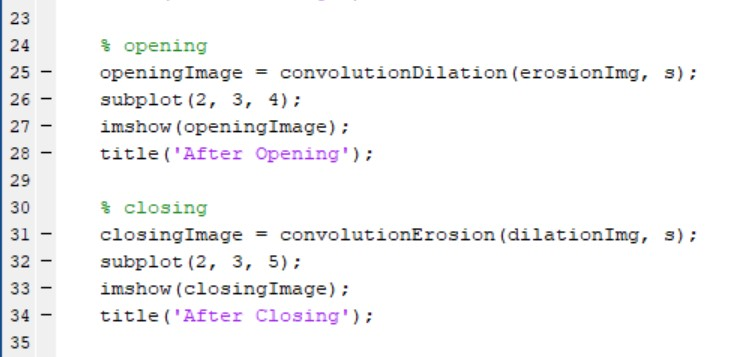 23
24 % opening
25 - openingImage = convolutionDilation(erosionImg, s);
26 - subplot(2, 3, 4);
27 - imshow(openingImage);
28 - title('After Opening');
29
30 % closing
31 - closingImage = convolutionErosion(dilationImg, s);
32 - subplot(2, 3, 5);
33 - imshow(closingImage);
34 - title('After Closing');
35